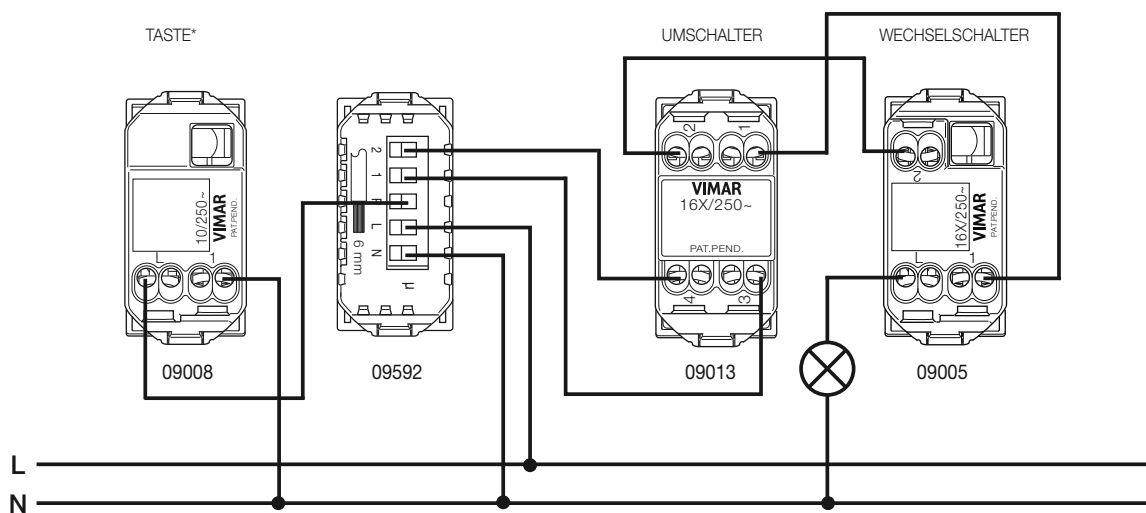 TASTE*
UMSCHALTER
WECHSELSCHALTER
10/250~
VIMAR
PAT.PEND.
L
1
09008
2
1
P
L
N
6 mm
µ
09592
2
1
VIMAR
16X/250~
PAT.PEND.
4
3
09013
2
16X/250~
VIMAR
PAT.PEND.
L
1
09005
L
N